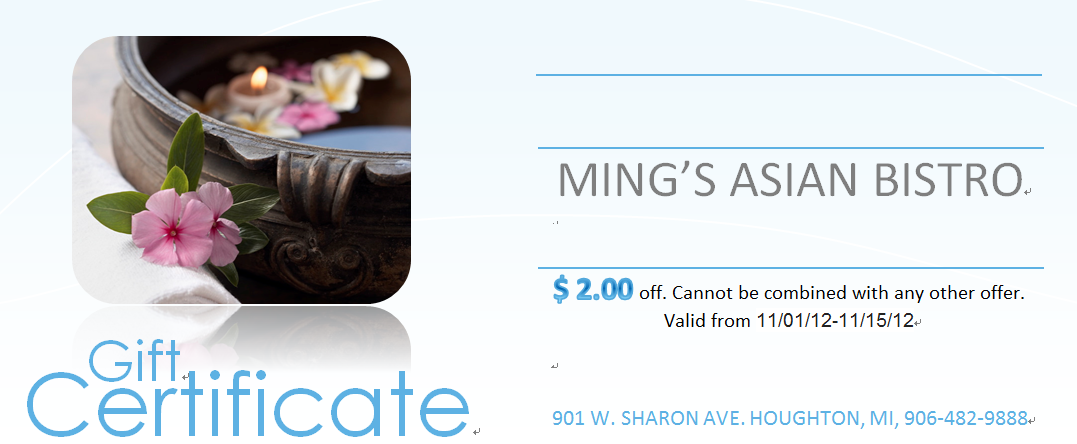 MING’S ASIAN BISTRO
$ 2.00 off. Cannot be combined with any other offer.
Valid from 11/01/12-11/15/12
Gift
Certificate
901 W. SHARON AVE. HOUGHTON, MI, 906-482-9888